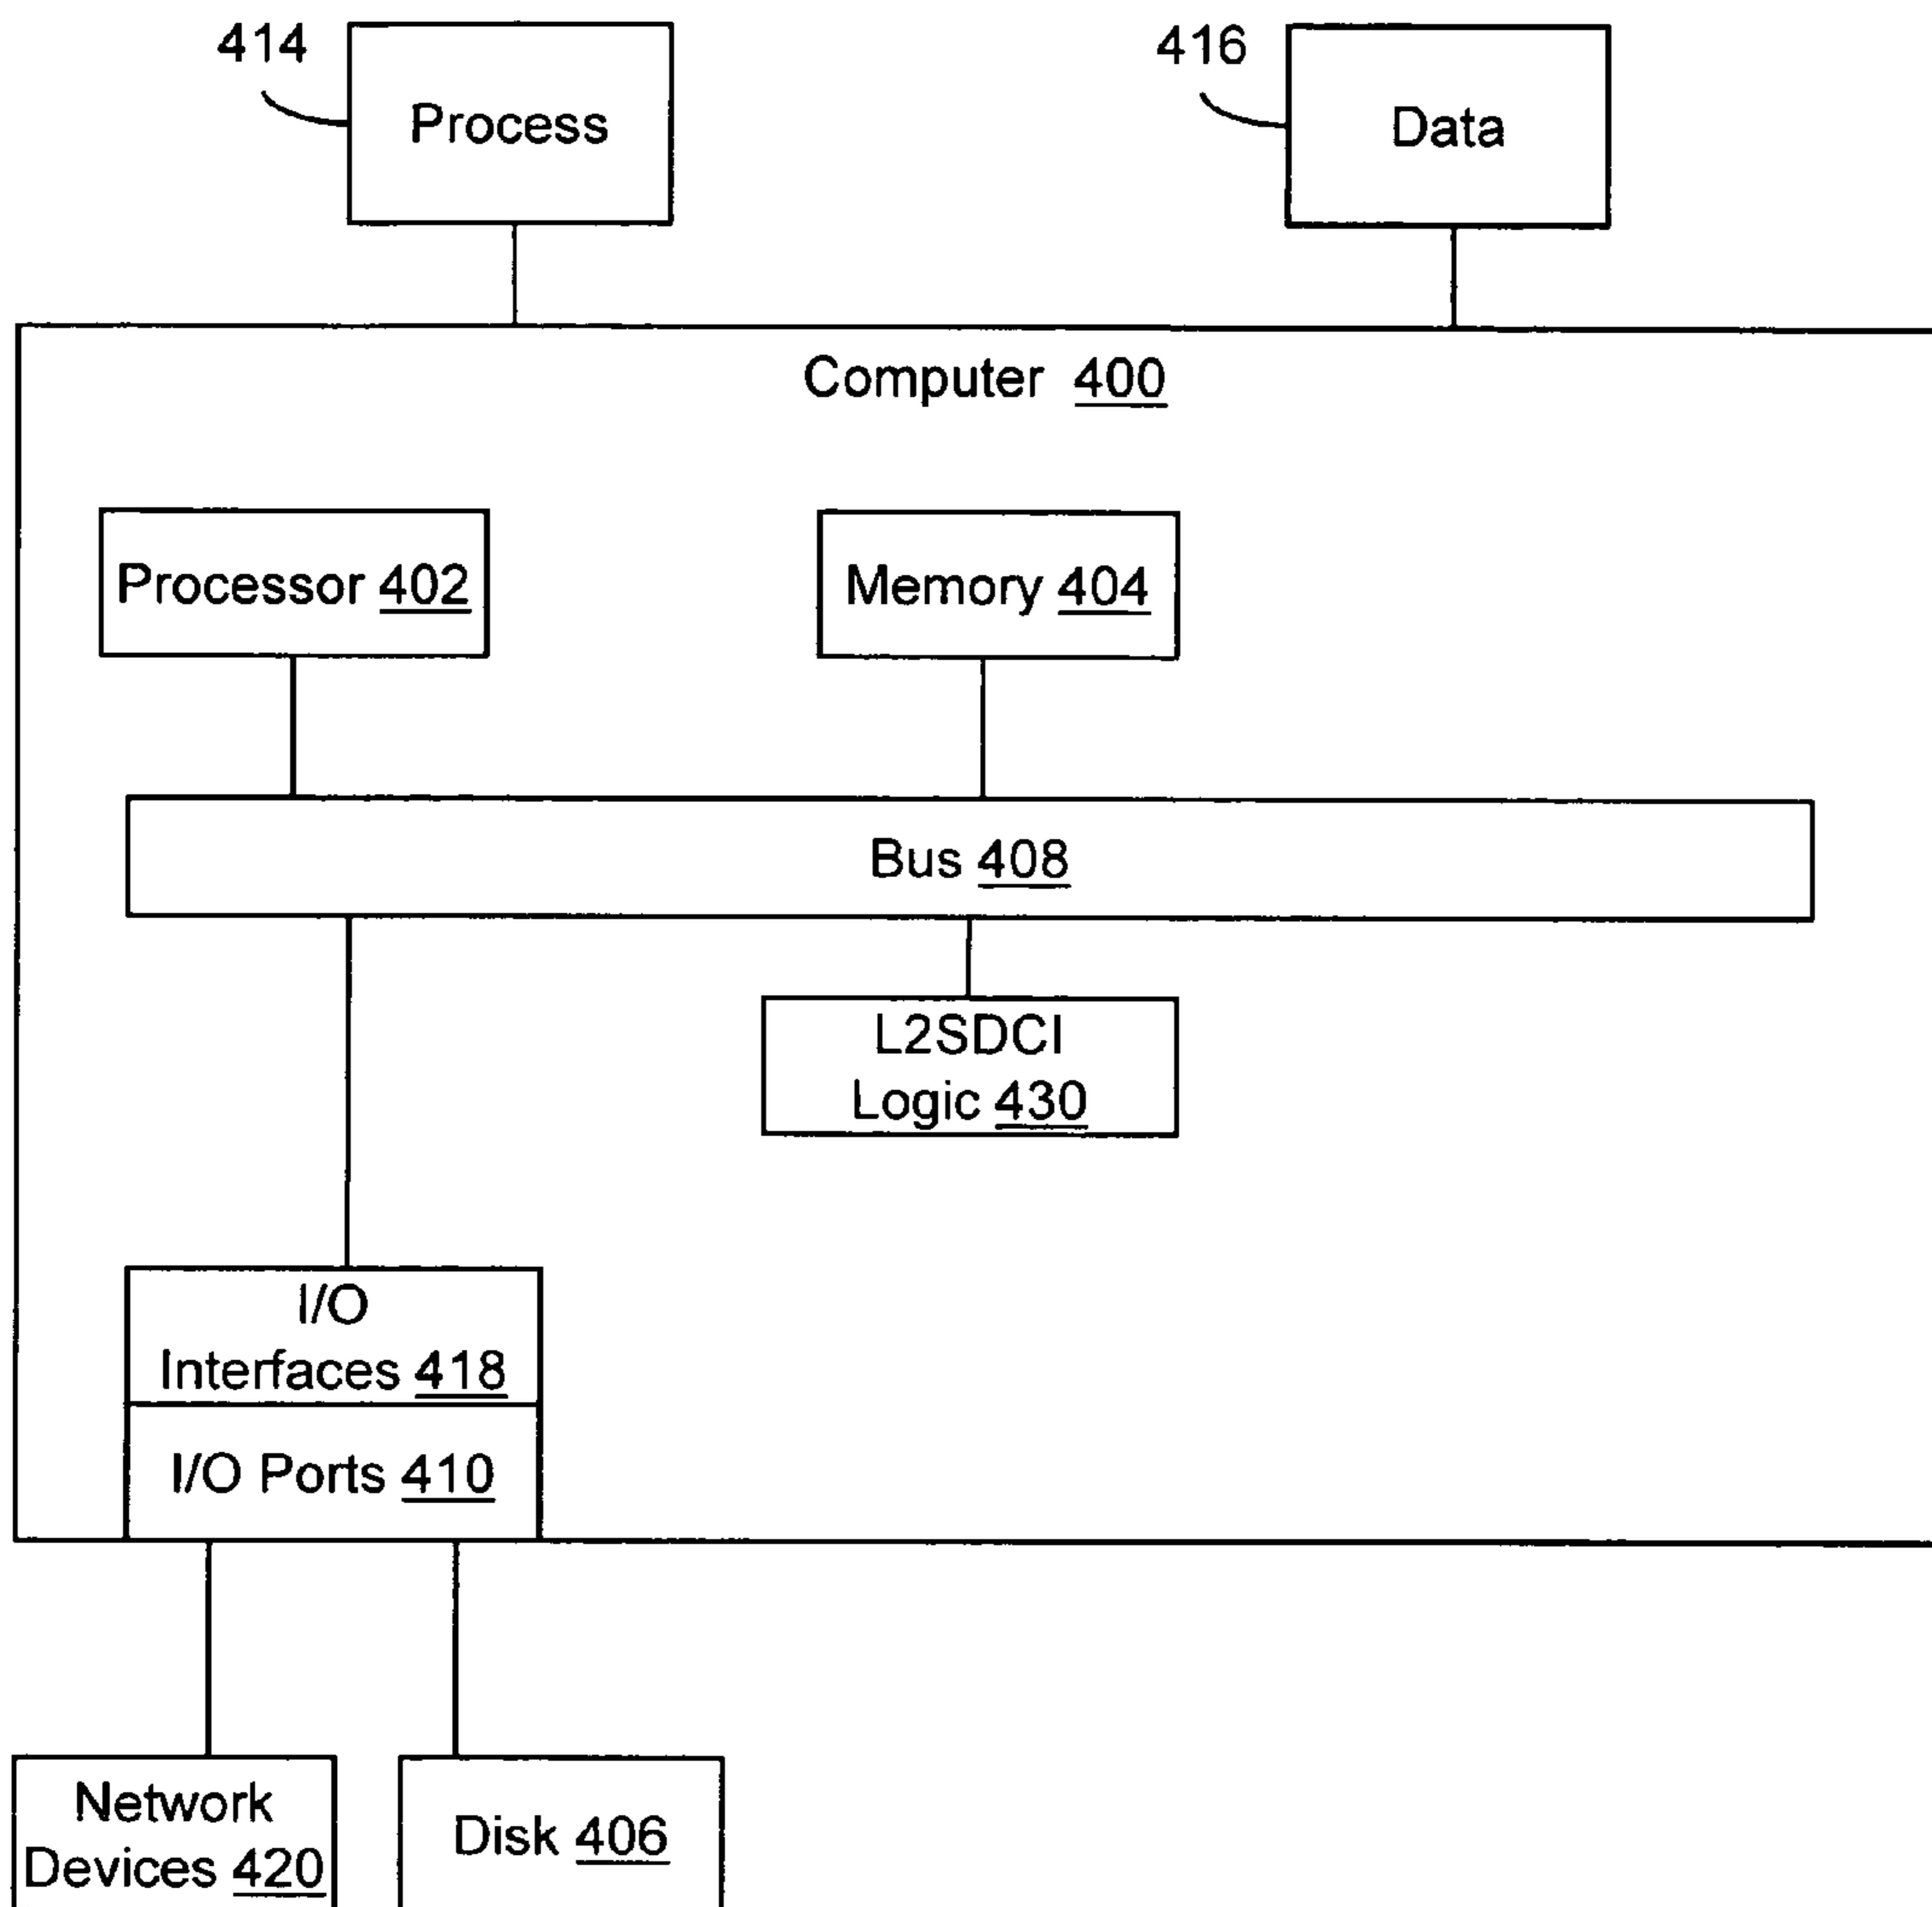 414
Process
416
Data
Computer 400
Processor 402
Memory 404
Bus 408
L2SDCI
Logic 430
I/O
Interfaces 418
I/O Ports 410
Network
Devices 420
Disk 406